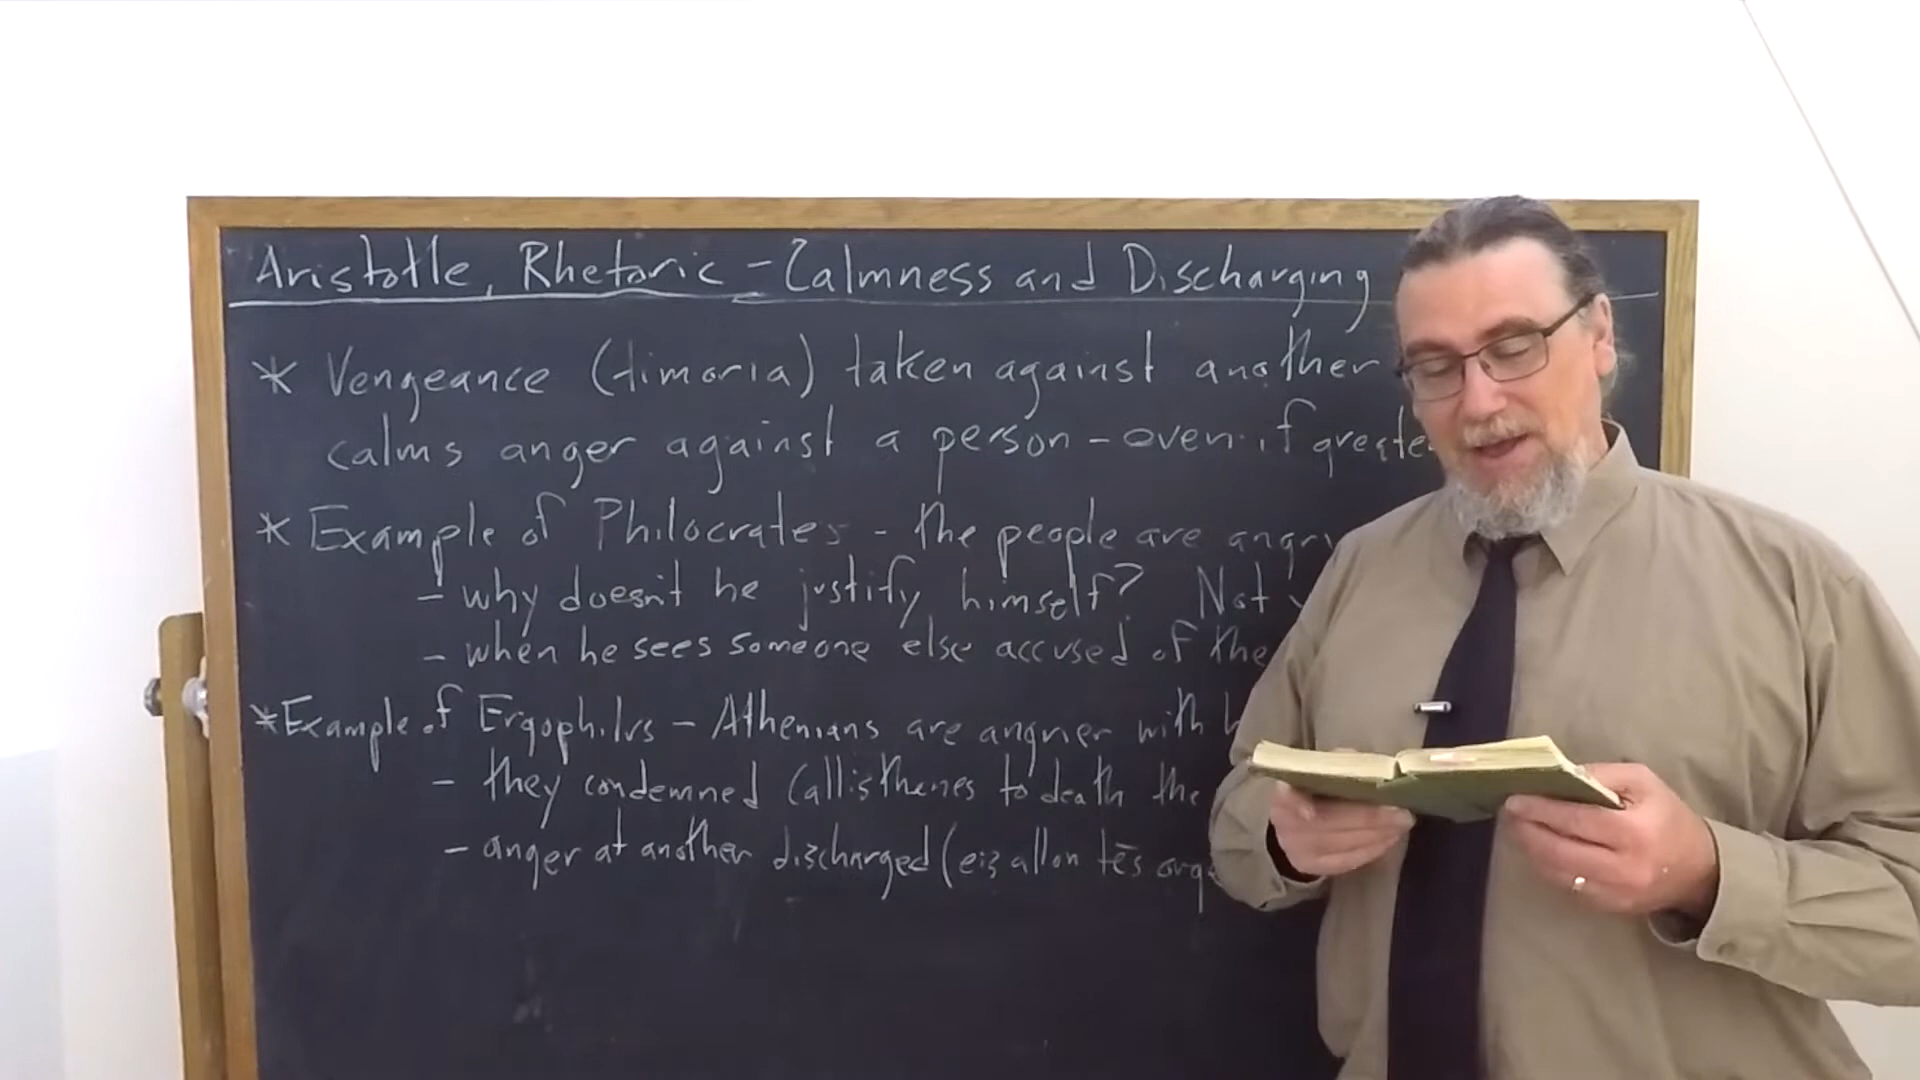 Aristotle, Rhetoric - Calmness and Discharging
* Vengeance (timoria) taken against another
calms anger against a person - even if greate
* Example of Philocrates - the people are angry
- why doesn't he justify himself? Not
- when he sees someone else accused of the
* Example of Ergophilus - Athenians are angrier with h
- they condemned Callisthenes to death the
- anger at another discharged (eis allon tēs orge